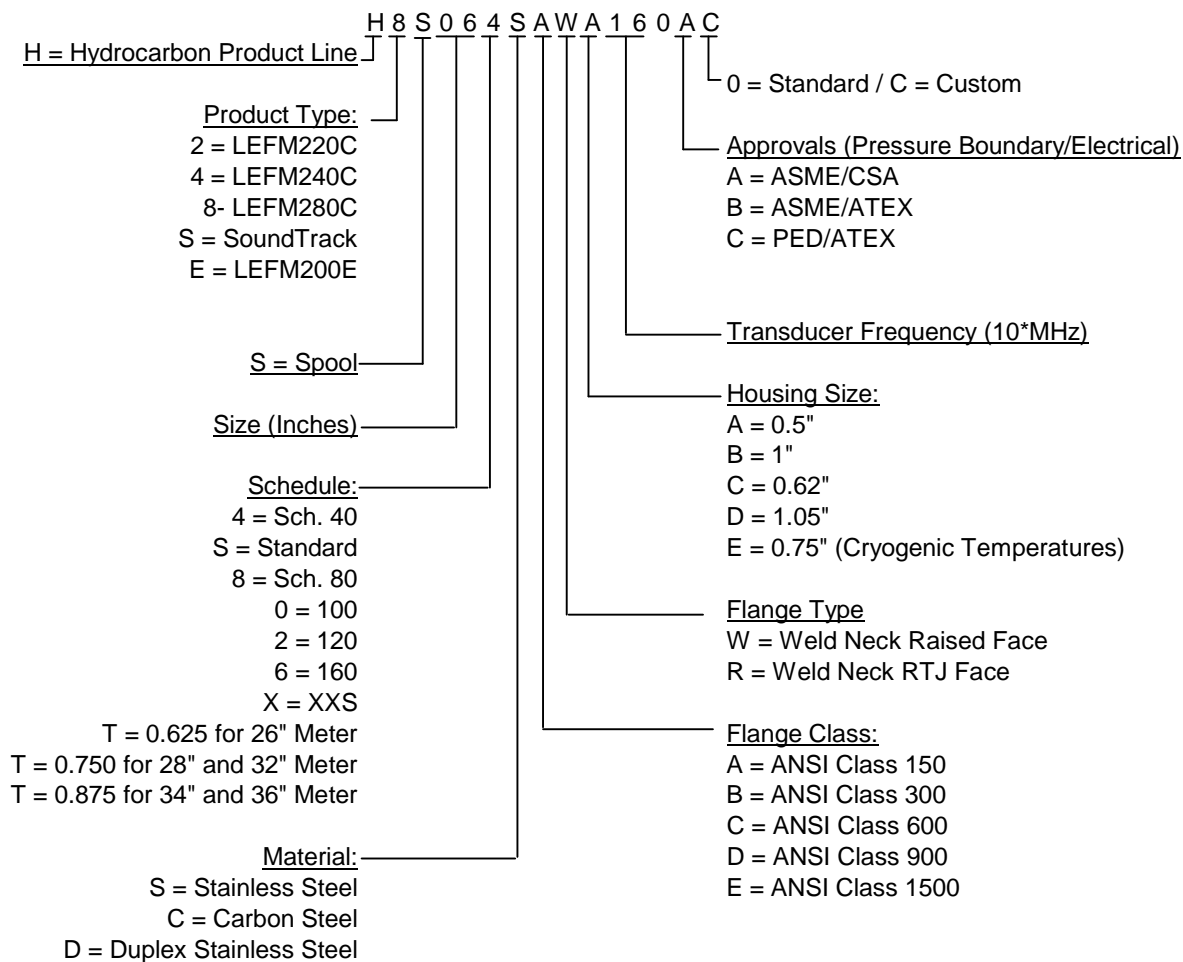 H 8 S 0 6 4 S A W A 1 6 0 A C
H = Hydrocarbon Product Line
Product Type:
2 = LEFM220C
4 = LEFM240C
8- LEFM280C
S = SoundTrack
E = LEFM200E
S = Spool
Size (Inches)
Schedule:
4 = Sch. 40
S = Standard
8 = Sch. 80
0 = 100
2 = 120
6 = 160
X = XXS
T = 0.625 for 26" Meter
T = 0.750 for 28" and 32" Meter
T = 0.875 for 34" and 36" Meter
Material:
S = Stainless Steel
C = Carbon Steel
D = Duplex Stainless Steel
0 = Standard / C = Custom
Approvals (Pressure Boundary/Electrical)
A = ASME/CSA
B = ASME/ATEX
C = PED/ATEX
Transducer Frequency (10*MHz)
Housing Size:
A = 0.5"
B = 1"
C = 0.62"
D = 1.05"
E = 0.75" (Cryogenic Temperatures)
Flange Type
W = Weld Neck Raised Face
R = Weld Neck RTJ Face
Flange Class:
A = ANSI Class 150
B = ANSI Class 300
C = ANSI Class 600
D = ANSI Class 900
E = ANSI Class 1500